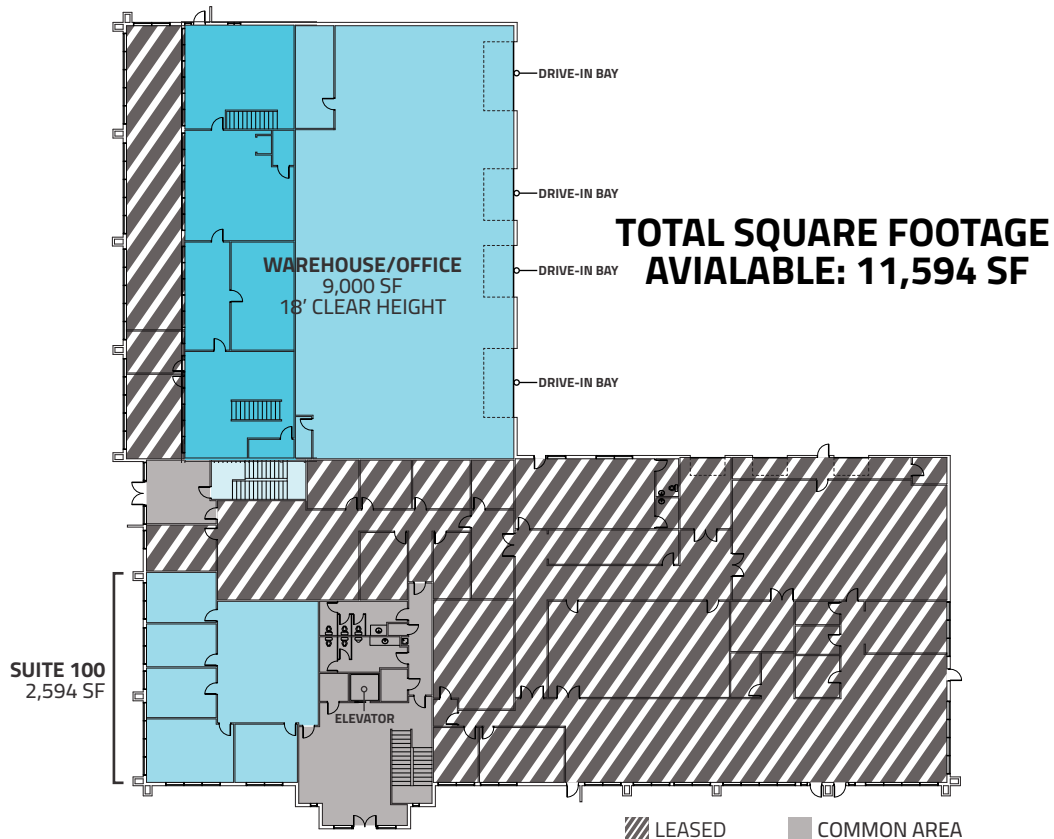 DRIVE-IN BAY
DRIVE-IN BAY
TOTAL SQUARE FOOTAGE
AVIALABLE: 11,594 SF
WAREHOUSE/OFFICE
9,000 SF
18' CLEAR HEIGHT
DRIVE-IN BAY
DRIVE-IN BAY
SUITE 100
2,594 SF
ELEVATOR
LEASED
COMMON AREA